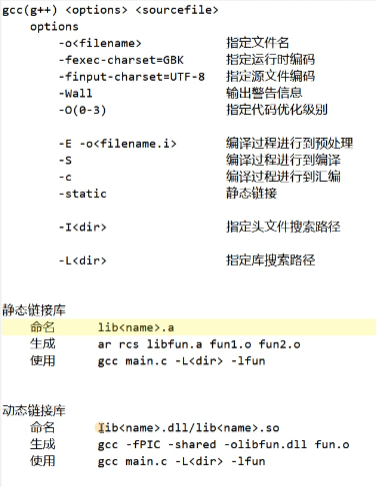 gcc(g++) <options> <sourcefile>
options
-o<filename> 指定文件名
-fexec-charset=GBK 指定运行时编码
-finput-charset=UTF-8 指定源文件编码
-Wall 输出警告信息
-O(0-3) 指定代码优化级别
-E -o<filename.i> 编译过程进行到预处理
-S 编译过程进行到编译
-c 编译过程进行到汇编
-static 静态链接
-I<dir> 指定头文件搜索路径
-L<dir> 指定库搜索路径
静态链接库
命名 lib<name>.a
生成 ar rcs libfun.a fun1.o fun2.o
使用 gcc main.c -L<dir> -lfun
动态链接库
命名 lib<name>.dll/lib<name>.so
生成 gcc -fPIC -shared -olibfun.dll fun.o
使用 gcc main.c -L<dir> -lfun